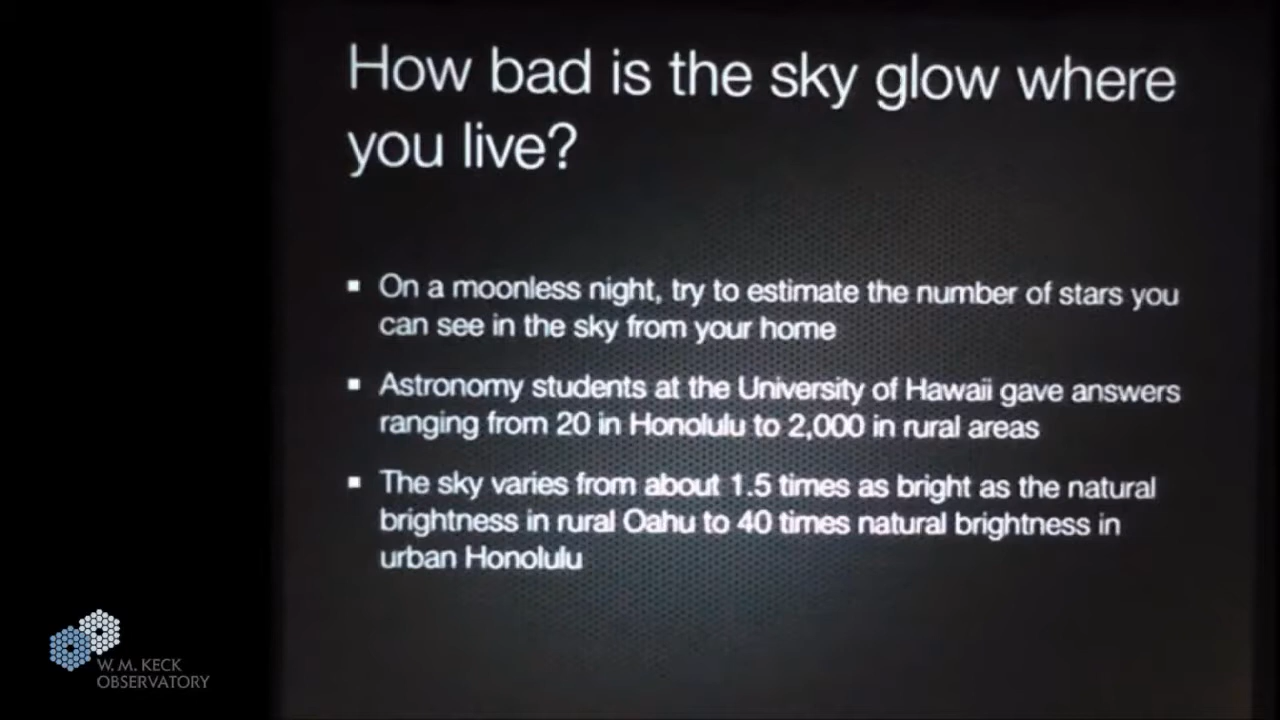 How bad is the sky glow where
you live?
▪ On a moonless night, try to estimate the number of stars you
can see in the sky from your home
▪ Astronomy students at the University of Hawaii gave answers
ranging from 20 in Honolulu to 2,000 in rural areas
▪ The sky varies from about 1.5 times as bright as the natural
brightness in rural Oahu to 40 times natural brightness in
urban Honolulu
W. M. KECK
OBSERVATORY